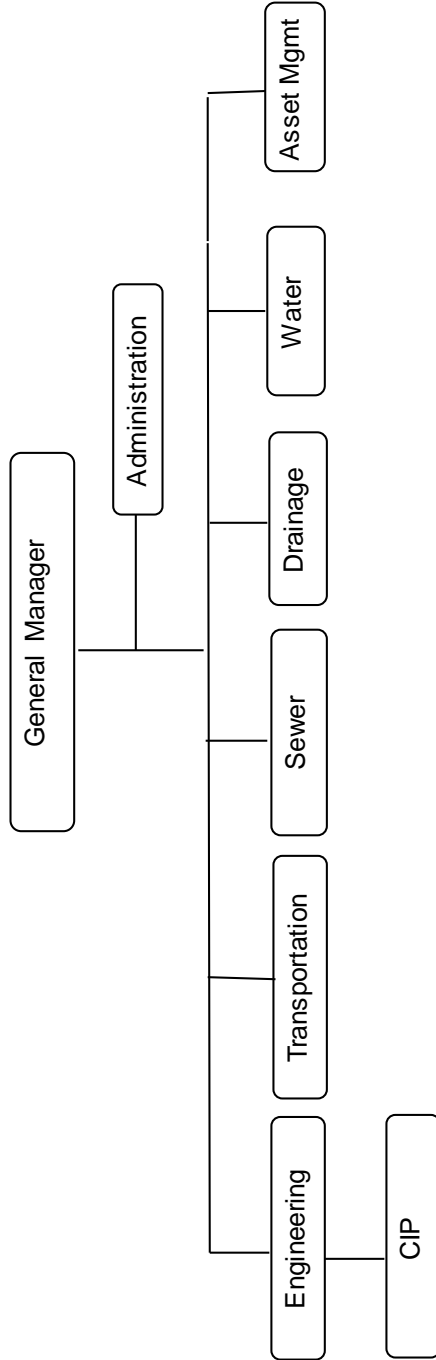 General Manager
Administration
Engineering
Transportation
Sewer
Drainage
Water
Asset Mgmt
CIP